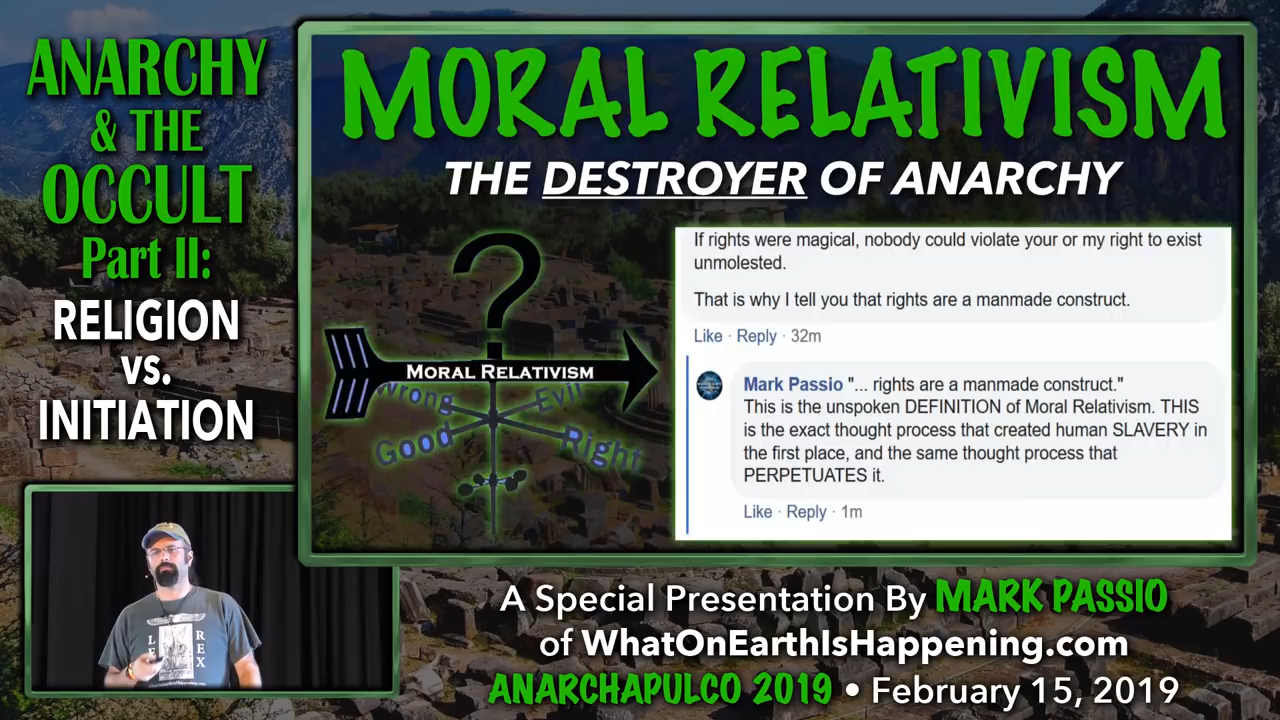 ANARCHY
& THE
OCCULT
Part II:
RELIGION
vs.
INITIATION
MORAL RELATIVISM
THE DESTROYER OF ANARCHY
?
MORAL RELATIVISM
Wrong
Evil
Good
Right
If rights were magical, nobody could violate your or my right to exist
unmolested.
That is why I tell you that rights are a manmade construct.
Like · Reply · 32m
Mark Passio "... rights are a manmade construct."
This is the unspoken DEFINITION of Moral Relativism. THIS
is the exact thought process that created human SLAVERY in
the first place, and the same thought process that
PERPETUATES it.
Like · Reply · 1m
REX
A Special Presentation By MARK PASSIO
of WhatOnEarthIsHappening.com
ANARCHAPULCO 2019 • February 15, 2019